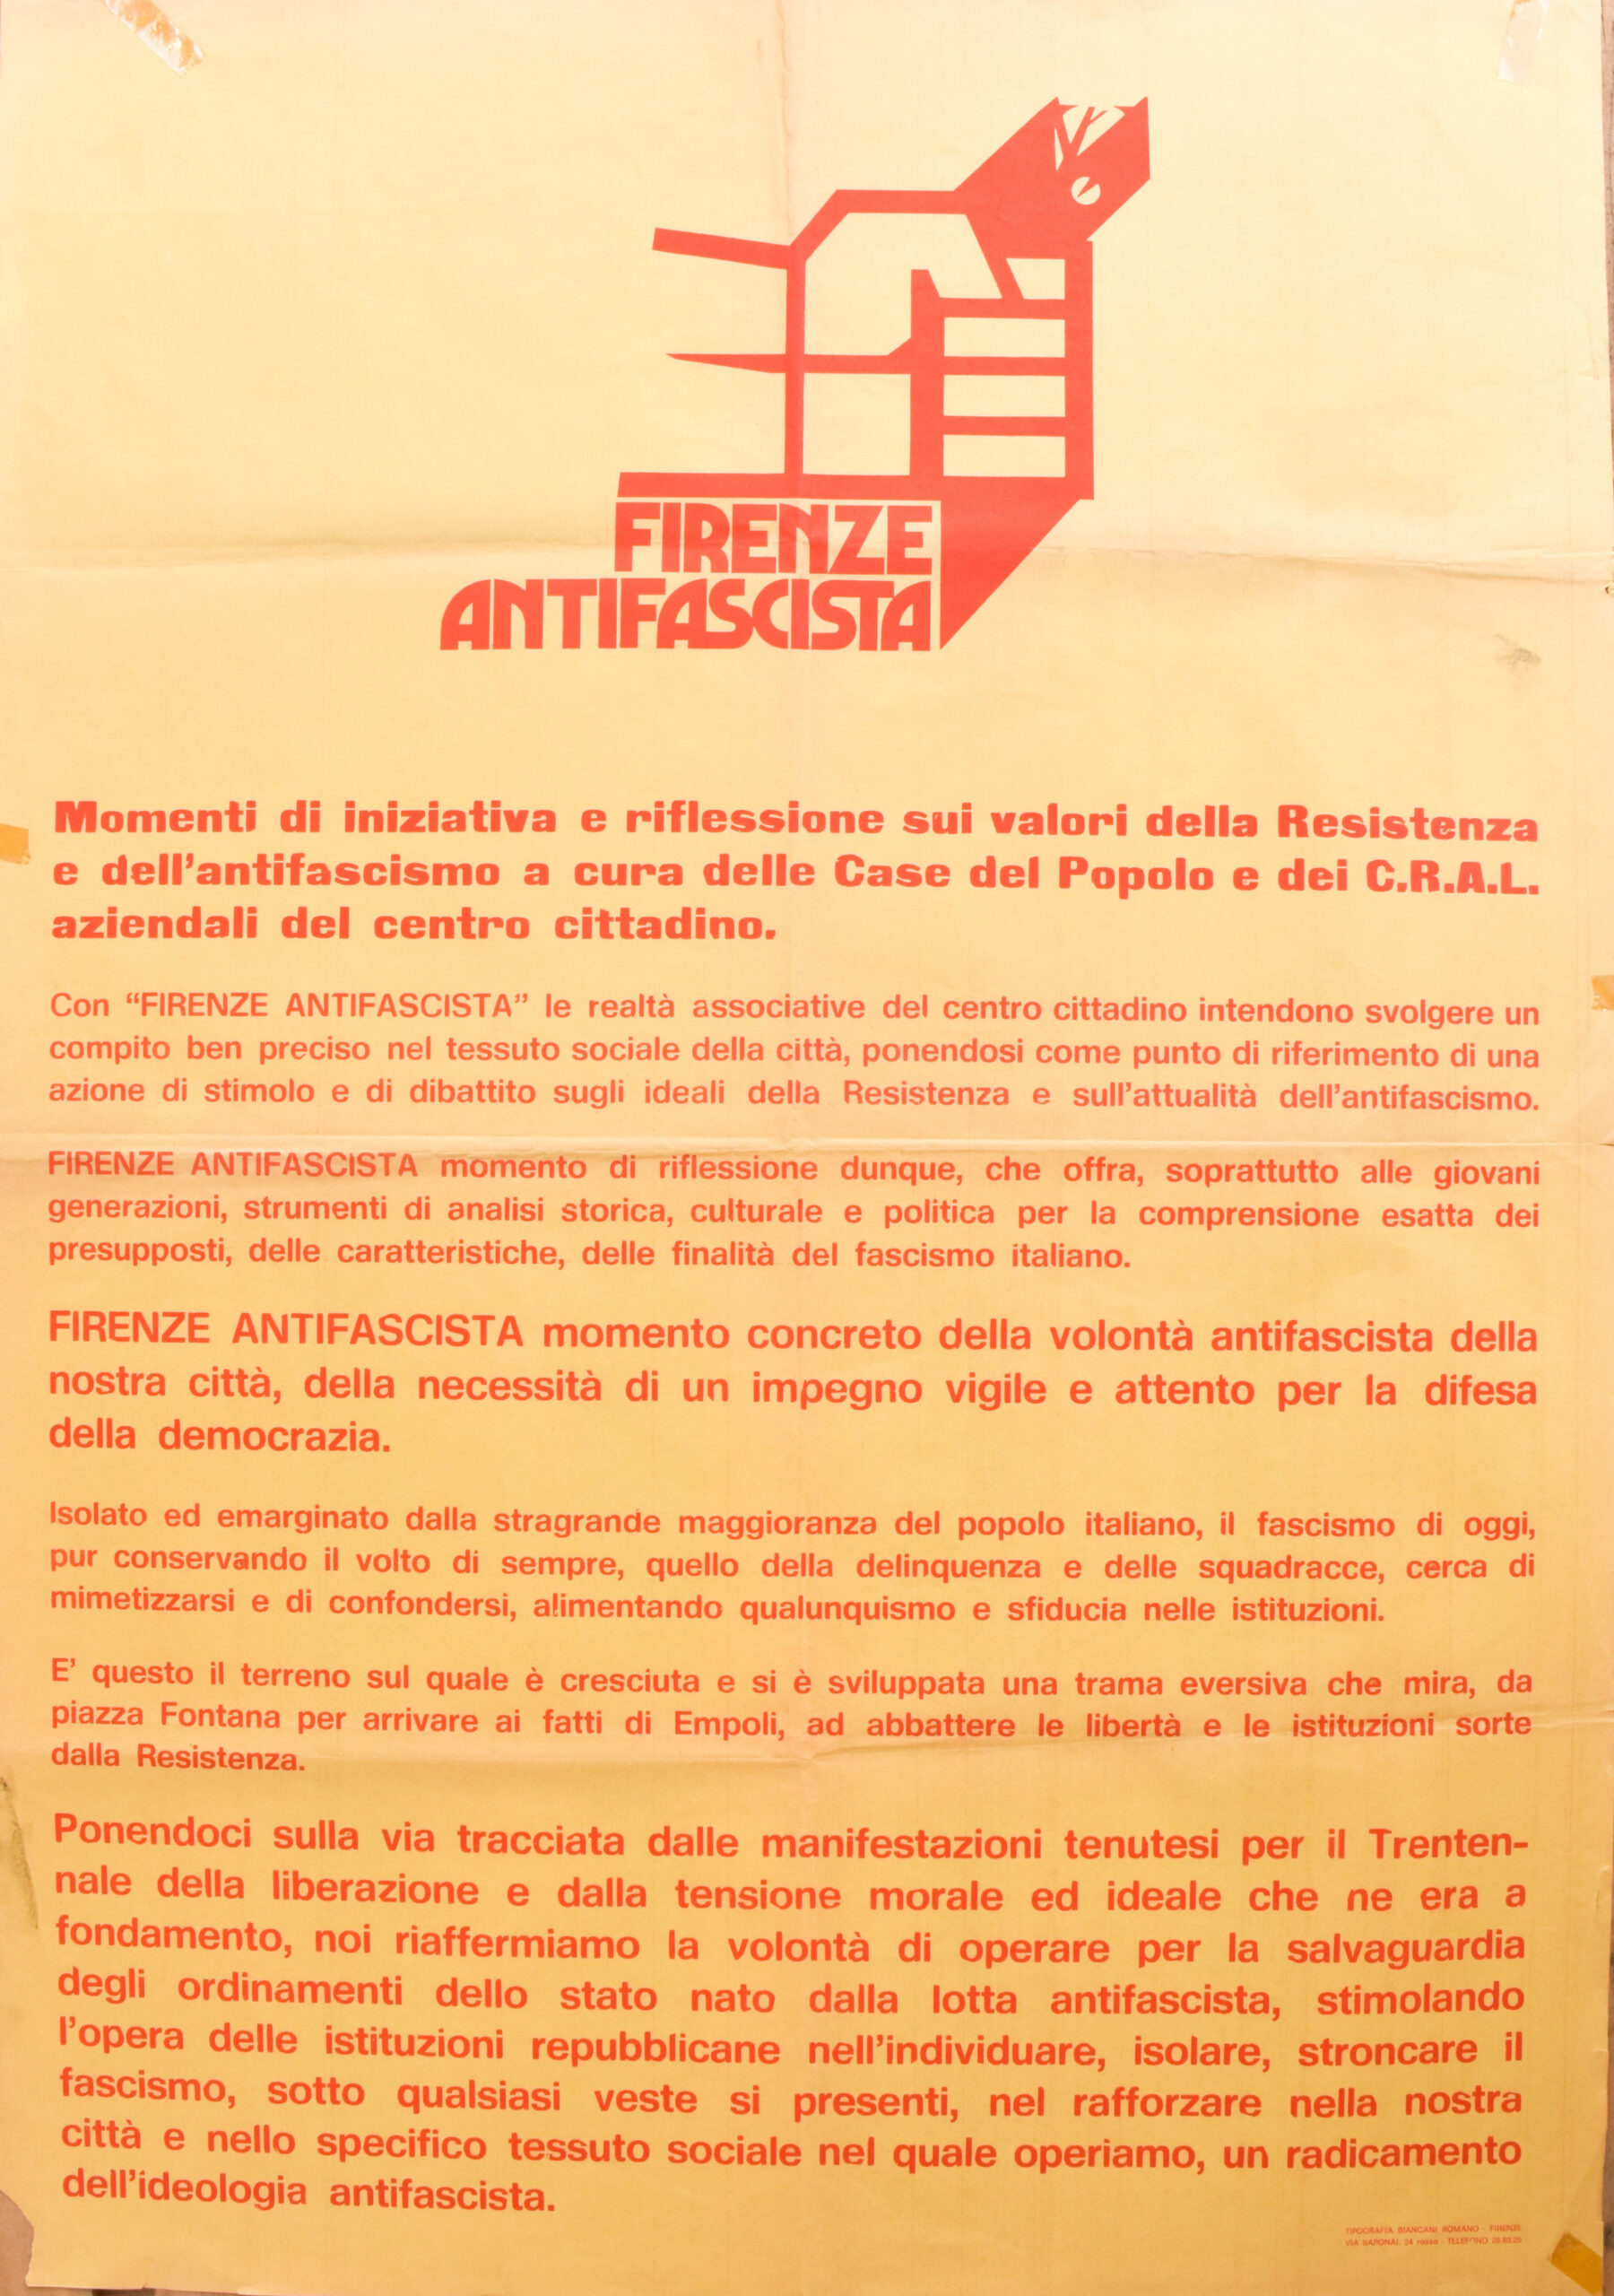 FIRENZE
ANTIFASCISTA
Momenti di iniziativa e riflessione sui valori della Resistenza
e dell'antifascismo a cura delle Case del Popolo e dei C.R.A.L.
aziendali del centro cittadino.
Con “FIRENZE ANTIFASCISTA” le realtà associative del centro cittadino intendono svolgere un
compito ben preciso nel tessuto sociale della città, ponendosi come punto di riferimento di una
azione di stimolo e di dibattito sugli ideali della Resistenza e sull'attualità dell'antifascismo.
FIRENZE ANTIFASCISTA momento di riflessione dunque, che offra, soprattutto alle giovani
generazioni, strumenti di analisi storica, culturale e politica per la comprensione esatta dei
presupposti, delle caratteristiche, delle finalità del fascismo italiano.
FIRENZE ANTIFASCISTA momento concreto della volontà antifascista della
nostra città, della necessità di un impegno vigile e attento per la difesa
della democrazia.
Isolato ed emarginato dalla stragrande maggioranza del popolo italiano, il fascismo di oggi,
pur conservando il volto di sempre, quello della delinquenza e delle squadracce, cerca di
mimetizzarsi e di confondersi, alimentando qualunquismo e sfiducia nelle istituzioni.
E' questo il terreno sul quale è cresciuta e si è sviluppata una trama eversiva che mira, da
piazza Fontana per arrivare ai fatti di Empoli, ad abbattere le libertà e le istituzioni sorte
dalla Resistenza.
Ponendoci sulla via tracciata dalle manifestazioni tenutesi per il Trenten-
nale della liberazione e dalla tensione morale ed ideale che ne era a
fondamento, noi riaffermiamo la volontà di operare per la salvaguardia
degli ordinamenti dello stato nato dalla lotta antifascista, stimolando
l'opera delle istituzioni repubblicane nell'individuare, isolare, stroncare il
fascismo, sotto qualsiasi veste si presenti, nel rafforzare nella nostra
città e nello specifico tessuto sociale nel quale operiamo, un radicamento
dell'ideologia antifascista.
TIPOGRAFIA BIANCANI ROMANO - FIRENZE
VIA SAPONAI, 24 rosso - TELEFONO